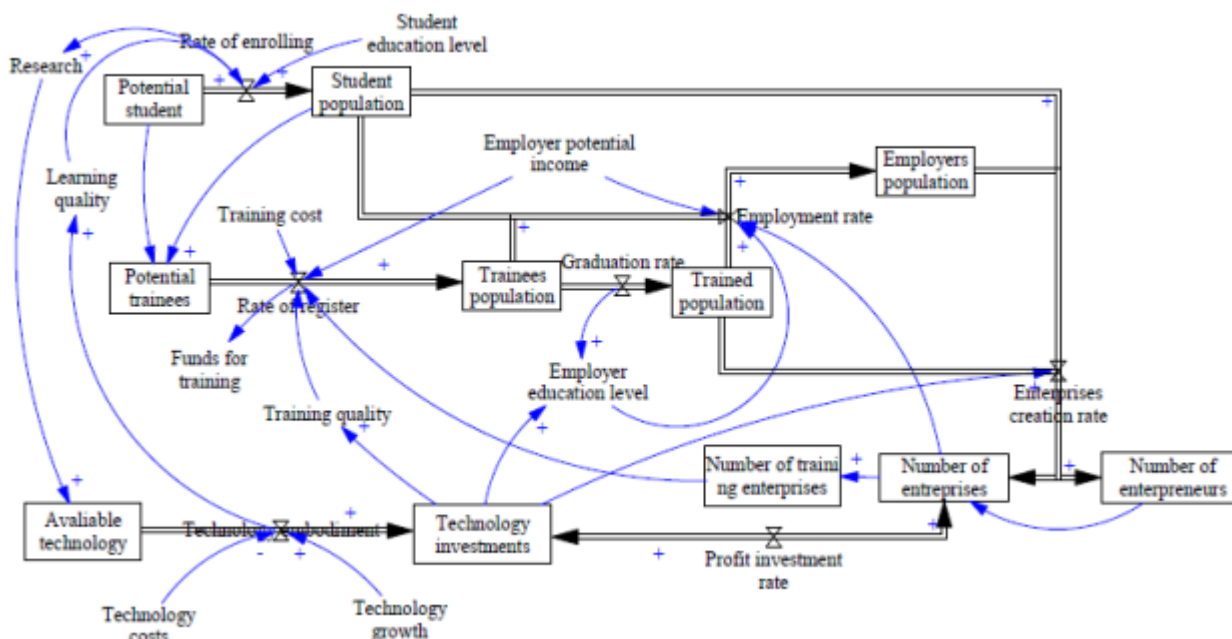 Rate of enrolling
Student
education level
Research
Potential
student
Student
population
Learning
quality
Employer potential
income
Employers
population
Training cost
Employment rate
Potential
trainees
Rate of register
Trainees
population
Graduation rate
Trained
population
Funds for
training
Employer
education level
Enterprises
creation rate
Training quality
Number of traini
ng enterprises
Number of
entreprises
Number of
enterpreneurs
Avaliable
technology
Technology embodiment
Technology
investments
Profit investment
rate
Technology
costs
Technology
growth